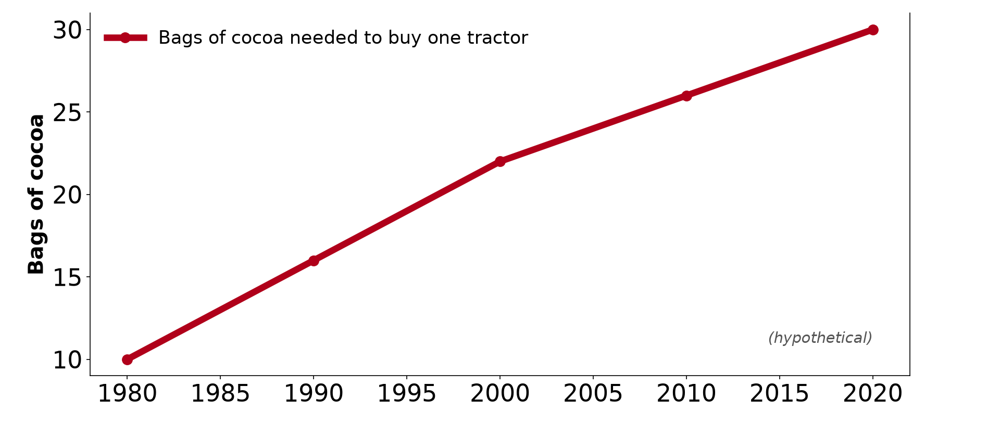 Bags of cocoa needed to buy one tractor
Bags of cocoa
30
25
20
15
10
(hypothetical)
1980 1985 1990 1995 2000 2005 2010 2015 2020